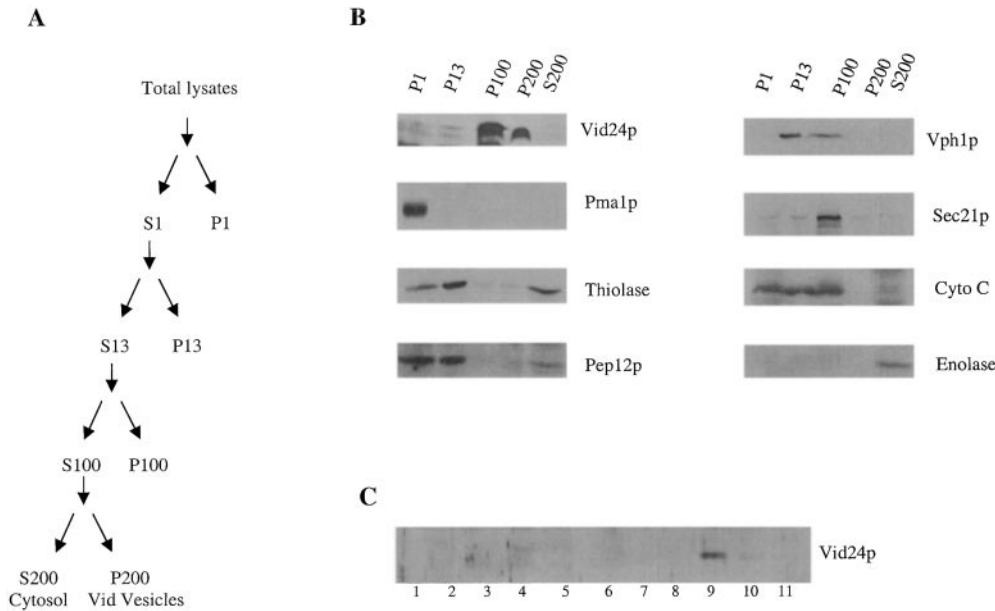 A
Total lysates
S1 P1
S13 P13
S100 P100
S200 P200
Cytosol Vid Vesicles
B
P1 P13 P100 P200 S200
Vid24p
Pma1p
Thiolase
Pep12p
P1 P13 P100 P200 S200
Vph1p
Sec21p
Cyto C
Enolase
C
Vid24p
1 2 3 4 5 6 7 8 9 10 11